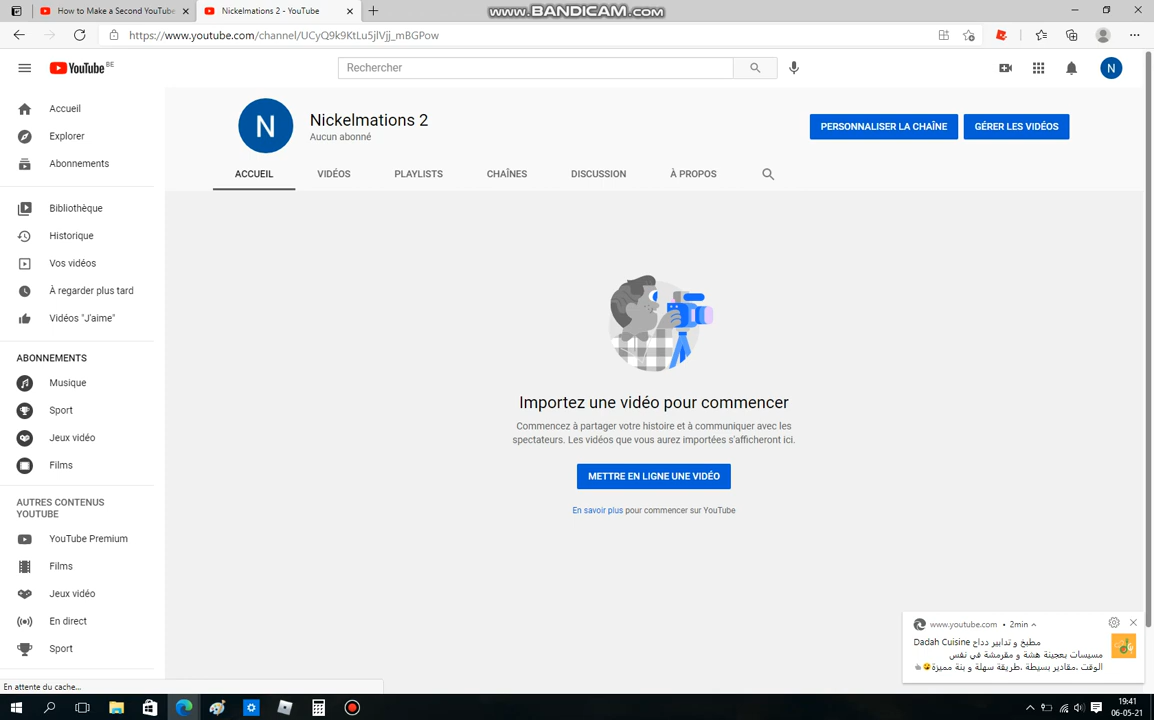 How to Make a Second YouTube
Nickelmations 2 - YouTube
www.BANDICAM.com
https://www.youtube.com/channel/UCyQ9k9KtLu5jlVjj_mBGPow
YouTube BE
Rechercher
N
Accueil
Explorer
Abonnements
Bibliothèque
Historique
Vos vidéos
À regarder plus tard
Vidéos "J'aime"
ABONNEMENTS
Musique
Sport
Jeux vidéo
Films
AUTRES CONTENUS
YOUTUBE
YouTube Premium
Films
Jeux vidéo
En direct
Sport
En attente du cache...
N
Nickelmations 2
Aucun abonné
PERSONNALISER LA CHAÎNE
GÉRER LES VIDÉOS
ACCUEIL
VIDÉOS
PLAYLISTS
CHAÎNES
DISCUSSION
À PROPOS
Importez une vidéo pour commencer
Commencez à partager votre histoire et à communiquer avec les
spectateurs. Les vidéos que vous aurez importées s'afficheront ici.
METTRE EN LIGNE UNE VIDÉO
En savoir plus pour commencer sur YouTube
www.youtube.com • 2min
Dadah Cuisine مطبخ و تدابير دداح
مسيسات بعجينة هشة و مقرمشة في نفس
الوقت ،مقادير بسيطة ،طريقة سهلة و بنة مميزة
19:41
06-05-21